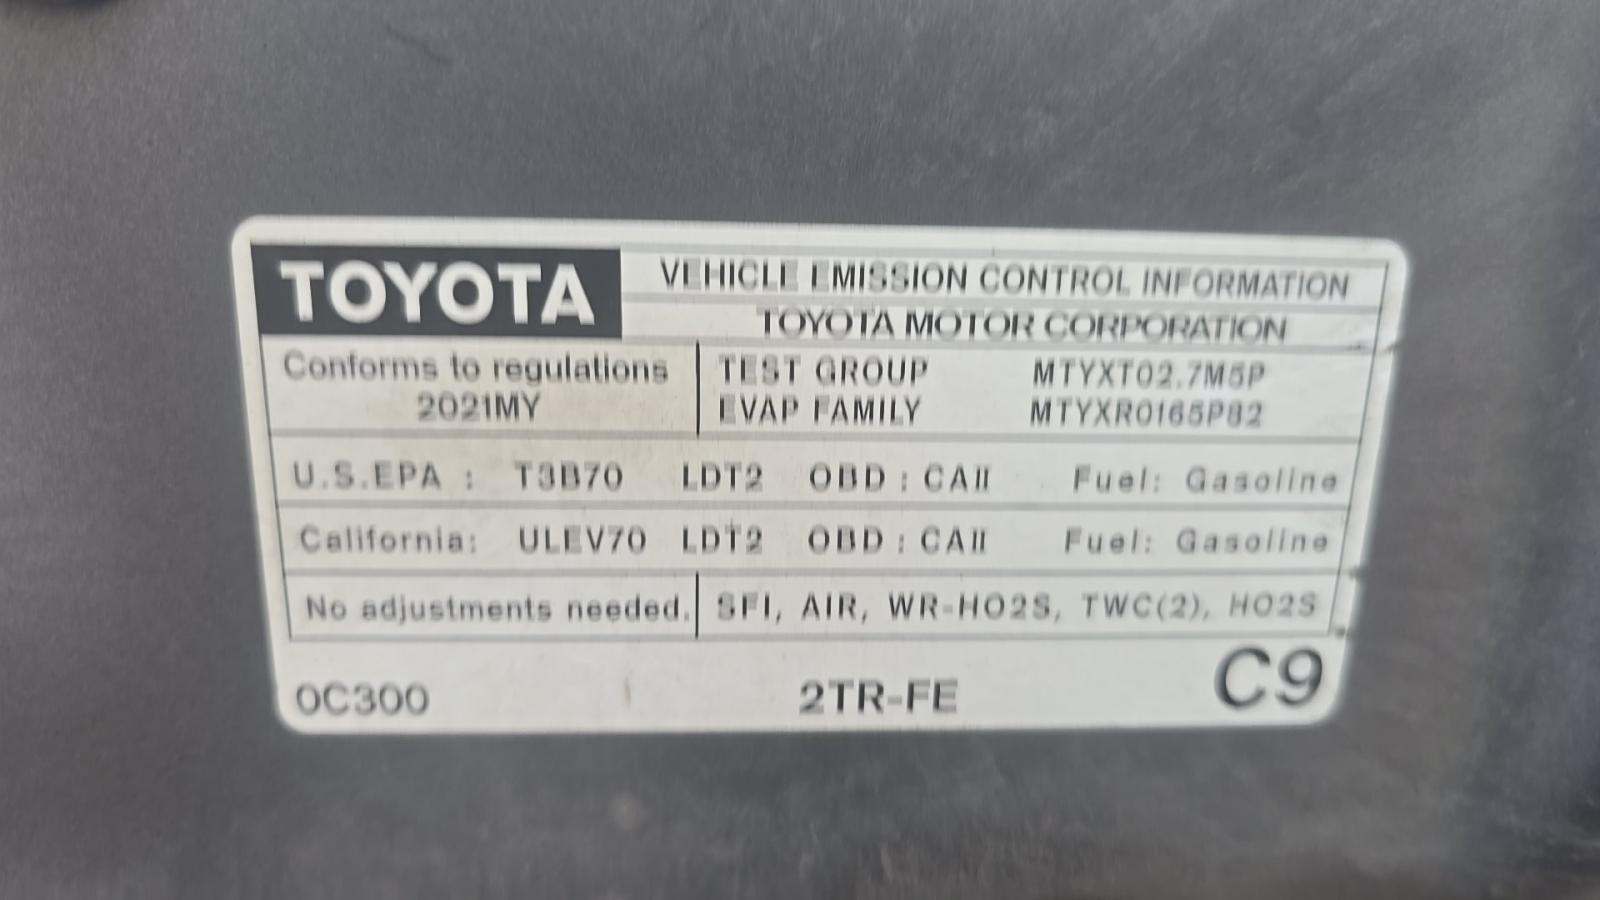 TOYOTA
VEHICLE EMISSION CONTROL INFORMATION
TOYOTA MOTOR CORPORATION
Conforms to regulations
2021MY
TEST GROUP MTYXT02.7M5P
EVAP FAMILY MTYXR0165P82
U.S.EPA : T3B70 LDT2 OBD : CAII Fuel: Gasoline
California: ULEV70 LDT2 OBD : CAII Fuel: Gasoline
No adjustments needed. SFI, AIR, WR-HO2S, TWC(2), HO2S
0C300 2TR-FE C9